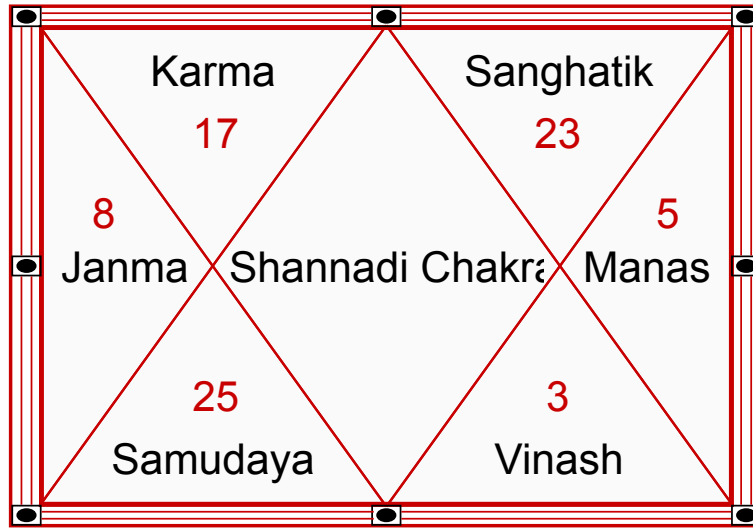 Karma
17
Sanghatik
23
8
Janma
Shannadi Chakra
5
Manas
25
Samudaya
3
Vinash